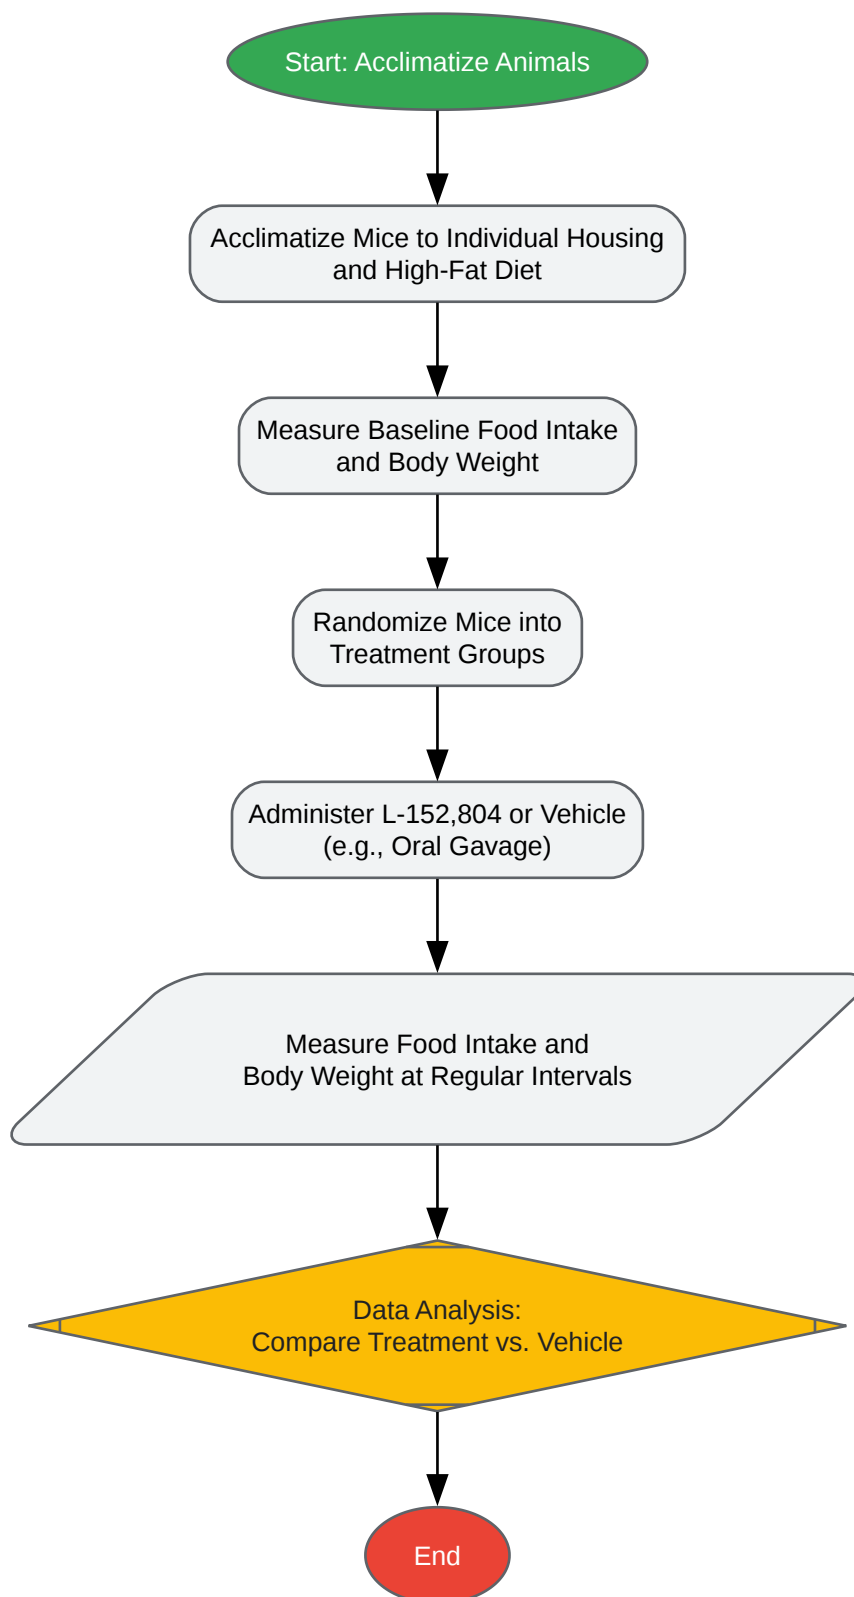 Start: Acclimatize Animals
Acclimatize Mice to Individual Housing
and High-Fat Diet
Measure Baseline Food Intake
and Body Weight
Randomize Mice into
Treatment Groups
Administer L-152,804 or Vehicle
(e.g., Oral Gavage)
Measure Food Intake and
Body Weight at Regular Intervals
Data Analysis:
Compare Treatment vs. Vehicle
End